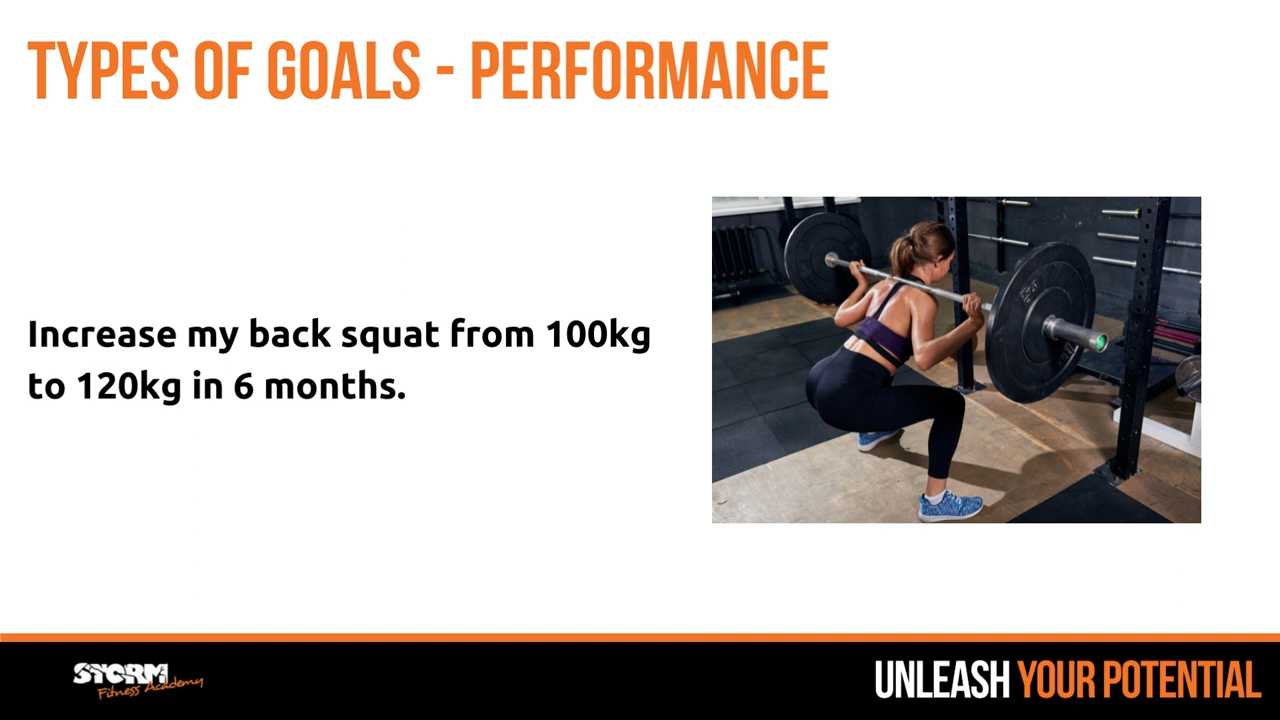 TYPES OF GOALS - PERFORMANCE
Increase my back squat from 100kg
to 120kg in 6 months.
STORM
Fitness Academy
UNLEASH YOUR POTENTIAL